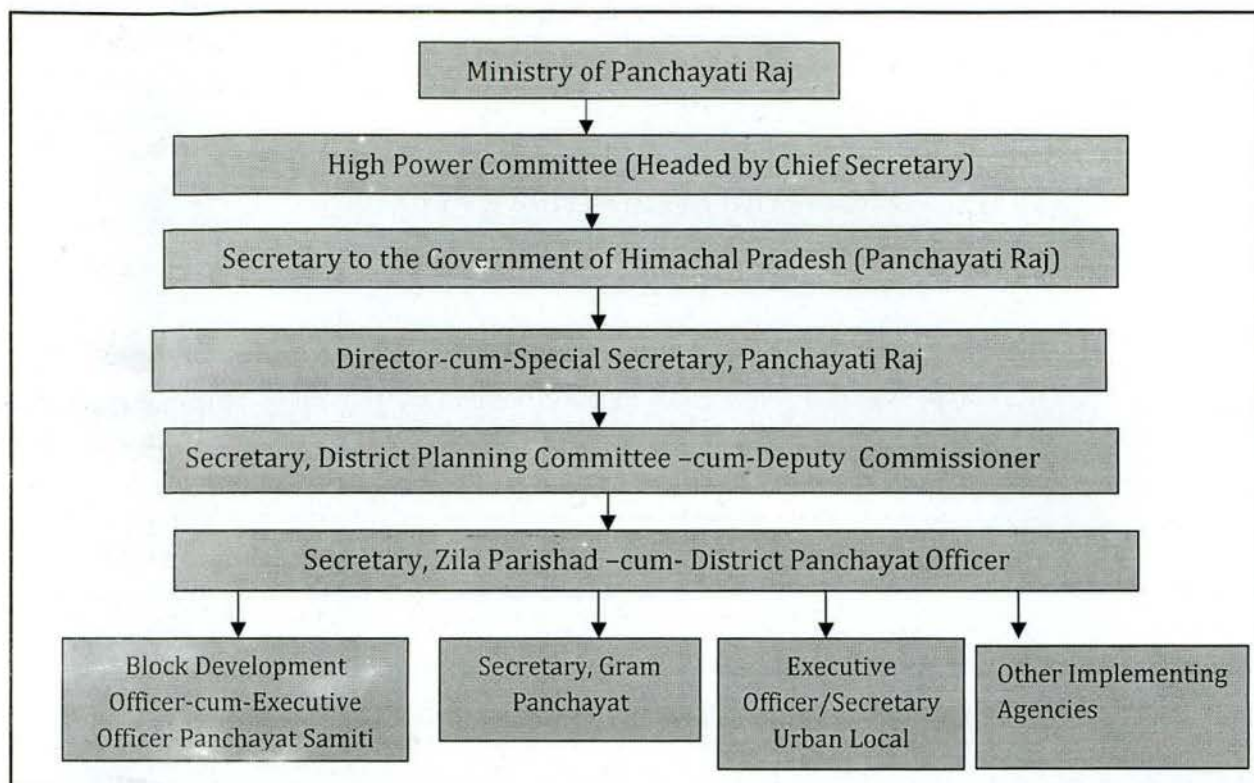 Ministry of Panchayati Raj
High Power Committee (Headed by Chief Secretary)
Secretary to the Government of Himachal Pradesh (Panchayati Raj)
Director-cum-Special Secretary, Panchayati Raj
Secretary, District Planning Committee –cum-Deputy Commissioner
Secretary, Zila Parishad –cum- District Panchayat Officer
Block Development
Officer-cum-Executive
Officer Panchayat Samiti
Secretary, Gram
Panchayat
Executive
Officer/Secretary
Urban Local
Other Implementing
Agencies